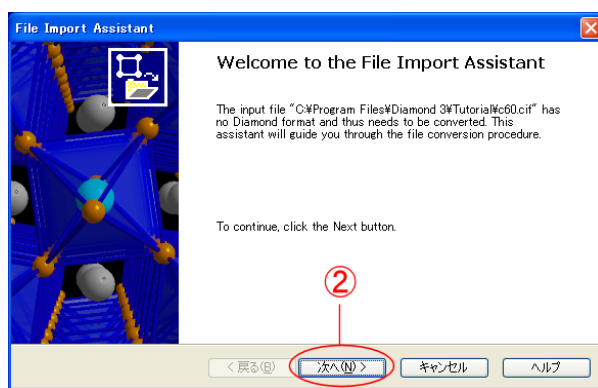 File Import Assistant
Welcome to the File Import Assistant
The input file "C:¥Program Files¥Diamond 3¥Tutorial¥c60.cif" has
no Diamond format and thus needs to be converted. This
assistant will guide you through the file conversion procedure.
To continue, click the Next button.
②
< 戻る(B) 次へ(N) > キャンセル ヘルプ